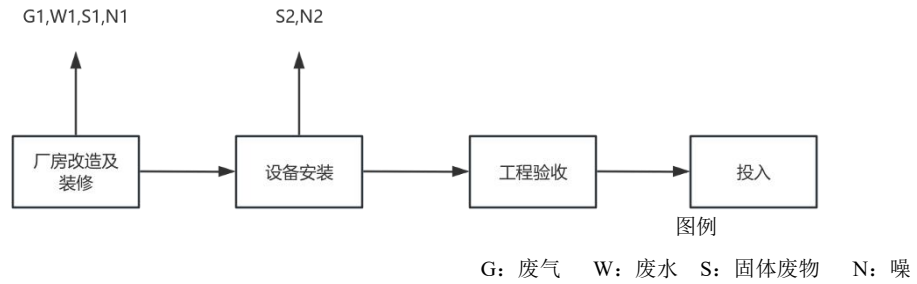 G1,W1,S1,N1 S2,N2
厂房改造及
装修
设备安装
工程验收
投入
图例
G：废气 W：废水 S：固体废物 N：噪